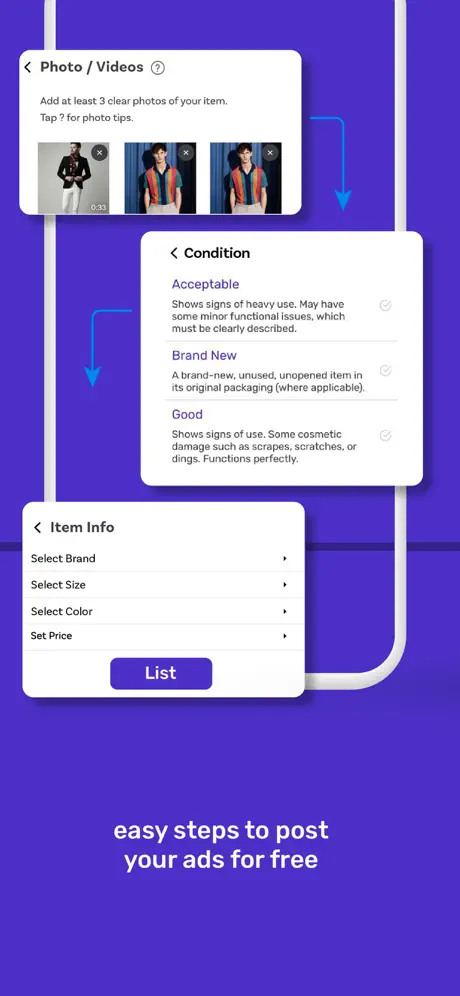 Photo / Videos ?
Add at least 3 clear photos of your item.
Tap ? for photo tips.
0:33
Condition
Acceptable
Shows signs of heavy use. May have
some minor functional issues, which
must be clearly described.
Brand New
A brand-new, unused, unopened item in
its original packaging (where applicable).
Good
Shows signs of use. Some cosmetic
damage such as scrapes, scratches, or
dings. Functions perfectly.
Item Info
Select Brand
Select Size
Select Color
Set Price
List
easy steps to post
your ads for free